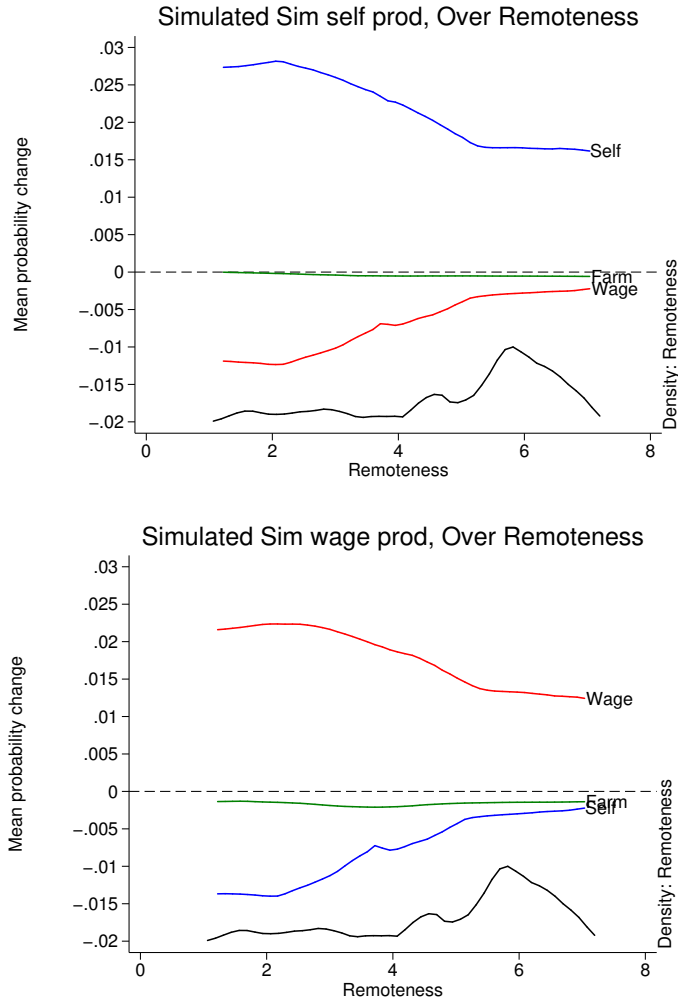 Simulated Sim self prod, Over Remoteness
Mean probability change
.03
.025
.02
.015
.01
.005
0
−.005
−.01
−.015
−.02
Self
Farm
Wage
Density: Remoteness
0 2 4 6 8
Remoteness
Simulated Sim wage prod, Over Remoteness
Mean probability change
.03
.025
.02
.015
.01
.005
0
−.005
−.01
−.015
−.02
Wage
Farm
Self
Density: Remoteness
0 2 4 6 8
Remoteness